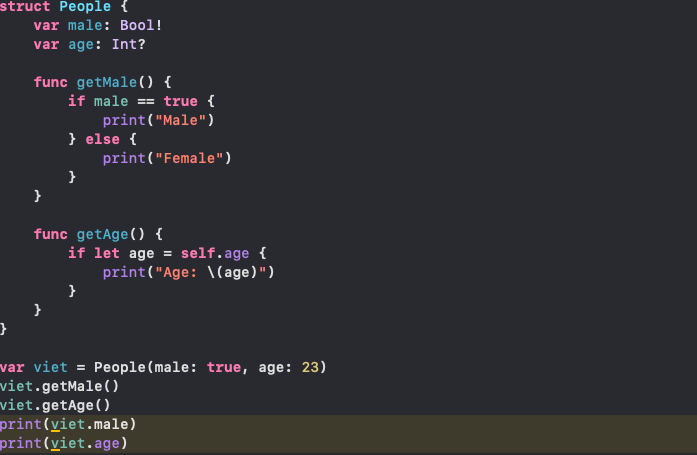 struct People {
    var male: Bool!
    var age: Int?

    func getMale() {
        if male == true {
            print("Male")
        } else {
            print("Female")
        }
    }

    func getAge() {
        if let age = self.age {
            print("Age: \(age)")
        }
    }
}

var viet = People(male: true, age: 23)
viet.getMale()
viet.getAge()
print(viet.male)
print(viet.age)